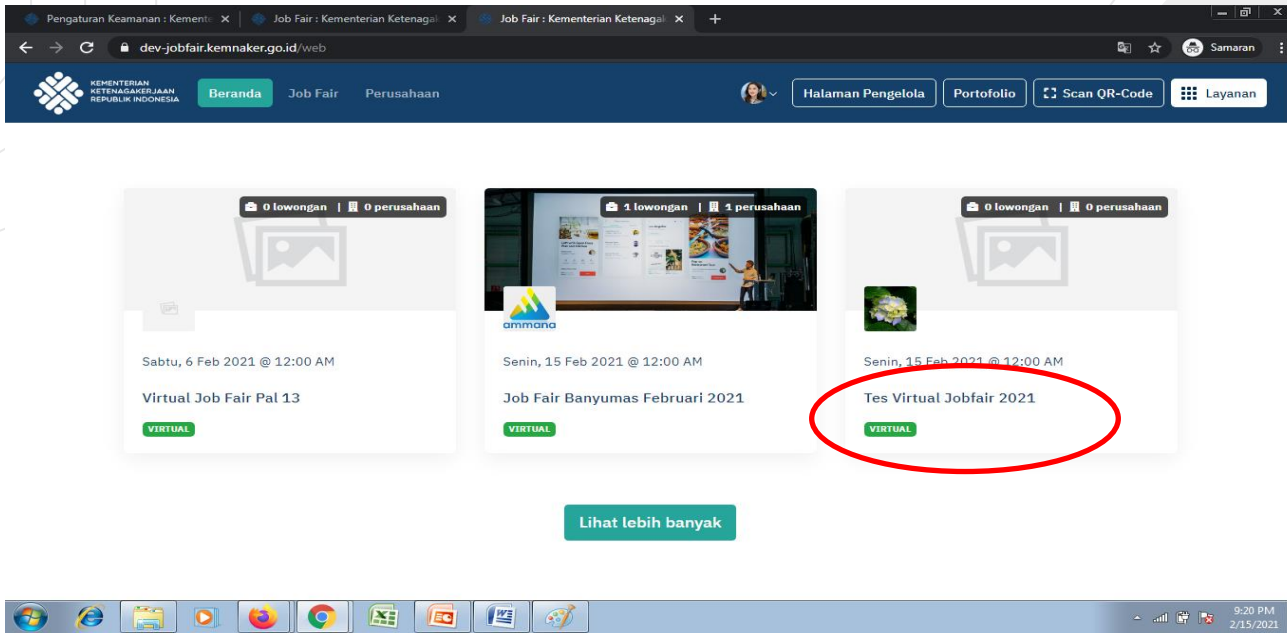 Pengaturan Keamanan : Kemente
Job Fair : Kementerian Ketenagak
Job Fair : Kementerian Ketenagak
dev-jobfair.kemnaker.go.id/web
Samaran
KEMENTERIAN
KETENAGAKERJAAN
REPUBLIK INDONESIA
Beranda
Job Fair
Perusahaan
Halaman Pengelola
Portofolio
Scan QR-Code
Layanan
0 lowongan | 0 perusahaan
1 lowongan | 1 perusahaan
0 lowongan | 0 perusahaan
ammana
Sabtu, 6 Feb 2021 @ 12:00 AM
Senin, 15 Feb 2021 @ 12:00 AM
Senin, 15 Feb 2021 @ 12:00 AM
Virtual Job Fair Pal 13
Job Fair Banyumas Februari 2021
Tes Virtual Jobfair 2021
VIRTUAL
VIRTUAL
VIRTUAL
Lihat lebih banyak
9:20 PM
2/15/2021